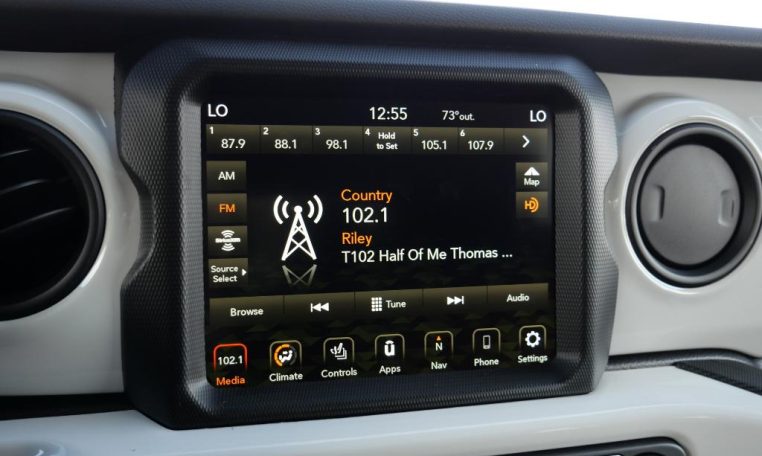 LO 12:55 73°out. LO
1 87.9 2 88.1 3 98.1 4 Hold to Set 5 105.1 6 107.9
AM
Map
Country
FM
102.1
HD
Riley
SiriusXM
T102 Half Of Me Thomas ...
Source
Select
Browse Tune Audio
102.1 N
Media Climate Controls Apps Nav Phone Settings